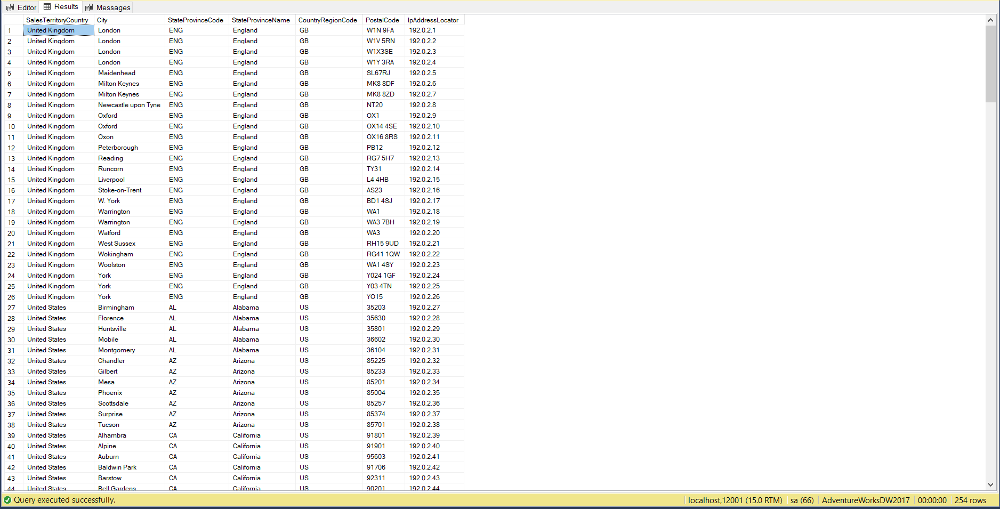 Editor Results Messages
SalesTerritoryCountry City StateProvinceCode StateProvinceName CountryRegionCode PostalCode IpAddressLocator
1 United Kingdom London ENG England GB W1N 9FA 192.0.2.1
2 United Kingdom London ENG England GB W1V 5RN 192.0.2.2
3 United Kingdom London ENG England GB W1X3SE 192.0.2.3
4 United Kingdom London ENG England GB W1Y 3RA 192.0.2.4
5 United Kingdom Maidenhead ENG England GB SL67RJ 192.0.2.5
6 United Kingdom Milton Keynes ENG England GB MK8 8DF 192.0.2.6
7 United Kingdom Milton Keynes ENG England GB MK8 8ZD 192.0.2.7
8 United Kingdom Newcastle upon Tyne ENG England GB NT20 192.0.2.8
9 United Kingdom Oxford ENG England GB OX1 192.0.2.9
10 United Kingdom Oxford ENG England GB OX14 4SE 192.0.2.10
11 United Kingdom Oxon ENG England GB OX16 8RS 192.0.2.11
12 United Kingdom Peterborough ENG England GB PB12 192.0.2.12
13 United Kingdom Reading ENG England GB RG7 5H7 192.0.2.13
14 United Kingdom Runcorn ENG England GB TY31 192.0.2.14
15 United Kingdom Liverpool ENG England GB L4 4HB 192.0.2.15
16 United Kingdom Stoke-on-Trent ENG England GB AS23 192.0.2.16
17 United Kingdom W. York ENG England GB BD1 4SJ 192.0.2.17
18 United Kingdom Warrington ENG England GB WA1 192.0.2.18
19 United Kingdom Warrington ENG England GB WA3 7BH 192.0.2.19
20 United Kingdom Watford ENG England GB WA3 192.0.2.20
21 United Kingdom West Sussex ENG England GB RH15 9UD 192.0.2.21
22 United Kingdom Wokingham ENG England GB RG41 1QW 192.0.2.22
23 United Kingdom Woolston ENG England GB WA1 4SY 192.0.2.23
24 United Kingdom York ENG England GB Y024 1GF 192.0.2.24
25 United Kingdom York ENG England GB Y03 4TN 192.0.2.25
26 United Kingdom York ENG England GB YO15 192.0.2.26
27 United States Birmingham AL Alabama US 35203 192.0.2.27
28 United States Florence AL Alabama US 35630 192.0.2.28
29 United States Huntsville AL Alabama US 35801 192.0.2.29
30 United States Mobile AL Alabama US 36602 192.0.2.30
31 United States Montgomery AL Alabama US 36104 192.0.2.31
32 United States Chandler AZ Arizona US 85225 192.0.2.32
33 United States Gilbert AZ Arizona US 85233 192.0.2.33
34 United States Mesa AZ Arizona US 85201 192.0.2.34
35 United States Phoenix AZ Arizona US 85004 192.0.2.35
36 United States Scottsdale AZ Arizona US 85257 192.0.2.36
37 United States Surprise AZ Arizona US 85374 192.0.2.37
38 United States Tucson AZ Arizona US 85701 192.0.2.38
39 United States Alhambra CA California US 91801 192.0.2.39
40 United States Alpine CA California US 91901 192.0.2.40
41 United States Auburn CA California US 95603 192.0.2.41
42 United States Baldwin Park CA California US 91706 192.0.2.42
43 United States Barstow CA California US 92311 192.0.2.43
44 United States Bell Gardens CA California US 90201 192.0.2.44
Query executed successfully. localhost,12001 (15.0 RTM) sa (66) AdventureWorksDW2017 00:00:00 254 rows